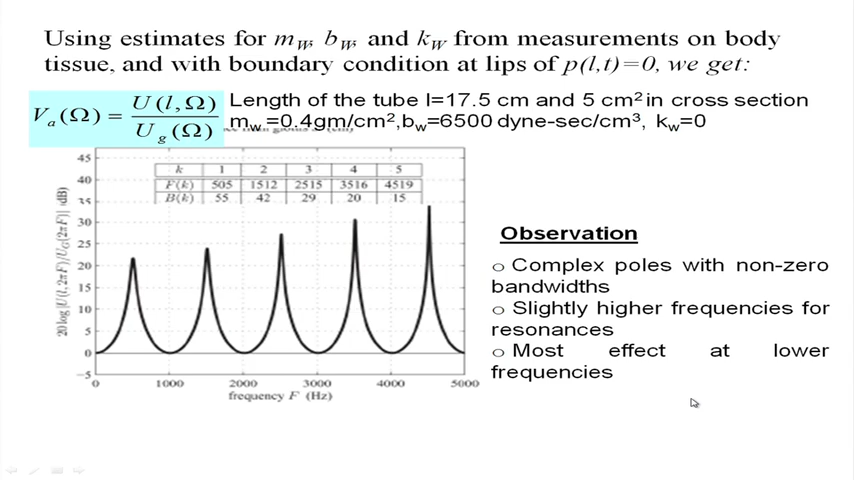 Using estimates for m_W, b_W, and k_W from measurements on body
tissue, and with boundary condition at lips of p(l,t)=0, we get:
V_a(Ω) = U(l,Ω) / U_g(Ω)
Length of the tube l=17.5 cm and 5 cm² in cross section
m_w =0.4gm/cm²,b_w=6500 dyne-sec/cm³, k_w=0
k 1 2 3 4 5
F(k) 505 1512 2515 3516 4519
B(k) 55 42 29 20 15
20 log |U(l,2πF)/U_G(2πF)| (dB)
45
40
35
30
25
20
15
10
5
0
−5
0 1000 2000 3000 4000 5000
frequency F (Hz)
Observation
o Complex poles with non-zero
bandwidths
o Slightly higher frequencies for
resonances
o Most effect at lower
frequencies